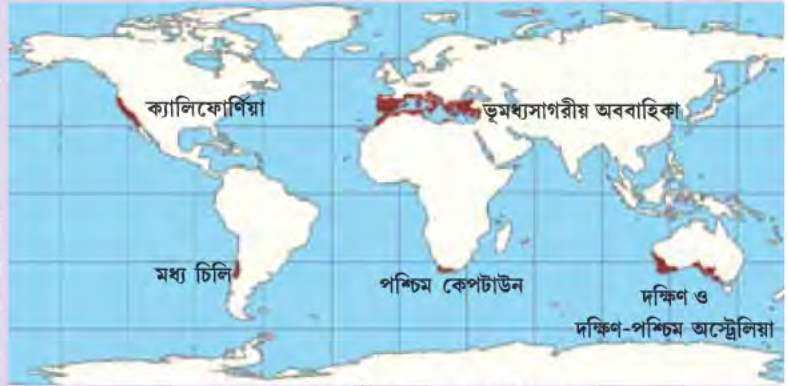 ক্যালিফোর্ণিয়া
ভূমধ্যসাগরীয় অববাহিকা
মধ্য চিলি
পশ্চিম কেপটাউন
দক্ষিণ ও
দক্ষিণ-পশ্চিম অস্ট্রেলিয়া